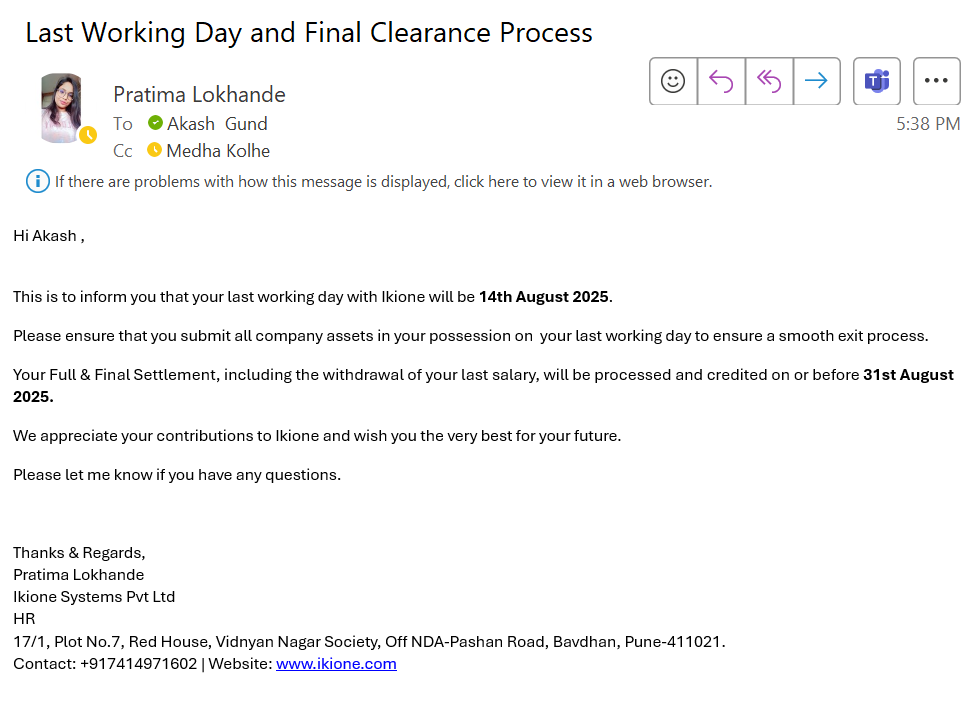 Last Working Day and Final Clearance Process
Pratima Lokhande
To Akash Gund
Cc Medha Kolhe
5:38 PM
If there are problems with how this message is displayed, click here to view it in a web browser.
Hi Akash ,
This is to inform you that your last working day with Ikione will be 14th August 2025.
Please ensure that you submit all company assets in your possession on  your last working day to ensure a smooth exit process.
Your Full & Final Settlement, including the withdrawal of your last salary, will be processed and credited on or before 31st August
2025.
We appreciate your contributions to Ikione and wish you the very best for your future.
Please let me know if you have any questions.
Thanks & Regards,
Pratima Lokhande
Ikione Systems Pvt Ltd
HR
17/1, Plot No.7, Red House, Vidnyan Nagar Society, Off NDA-Pashan Road, Bavdhan, Pune-411021.
Contact: +917414971602 | Website: www.ikione.com